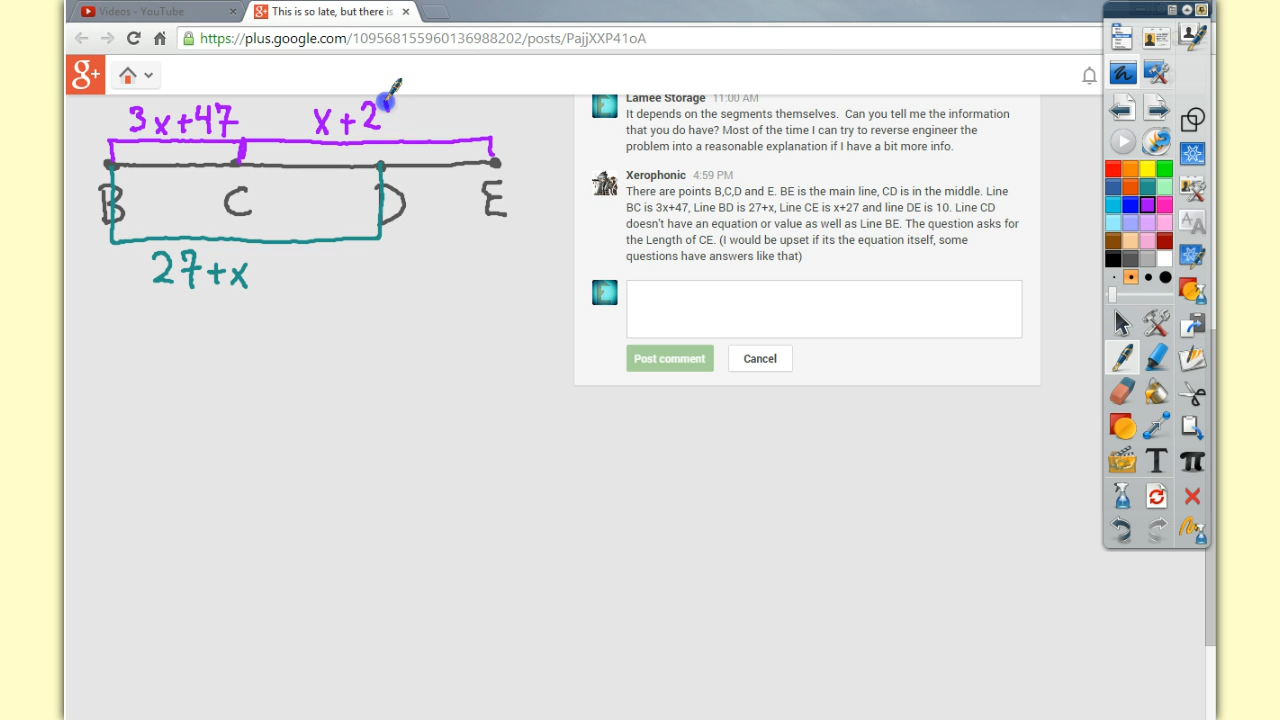 Videos - YouTube
This is so late, but there is
https://plus.google.com/
/posts/PajjXXP41oA
g+
Lamee Storage 11:00 AM
It depends on the segments themselves. Can you tell me the information
that you do have? Most of the time I can try to reverse engineer the
problem into a reasonable explanation if I have a bit more info.
Xerophonic 4:59 PM
There are points B,C,D and E. BE is the main line, CD is in the middle. Line
BC is 3x+47, Line BD is 27+x, Line CE is x+27 and line DE is 10. Line CD
doesn't have an equation or value as well as Line BE. The question asks for
the Length of CE. (I would be upset if its the equation itself, some
questions have answers like that)
Post comment Cancel
3x+47 x+2
B C D E
27+x